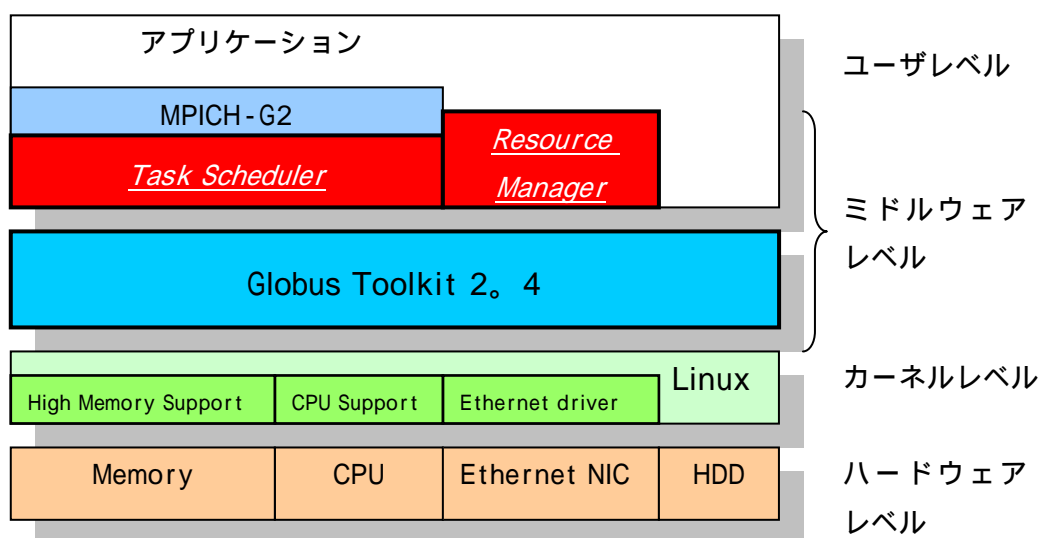 アプリケーション
ユーザレベル
MPICH-G2
Task Scheduler
Resource
Manager
ミドルウェア
レベル
Globus Toolkit 2。4
Linux
カーネルレベル
High Memory Support
CPU Support
Ethernet driver
Memory
CPU
Ethernet NIC
HDD
ハードウェア
レベル